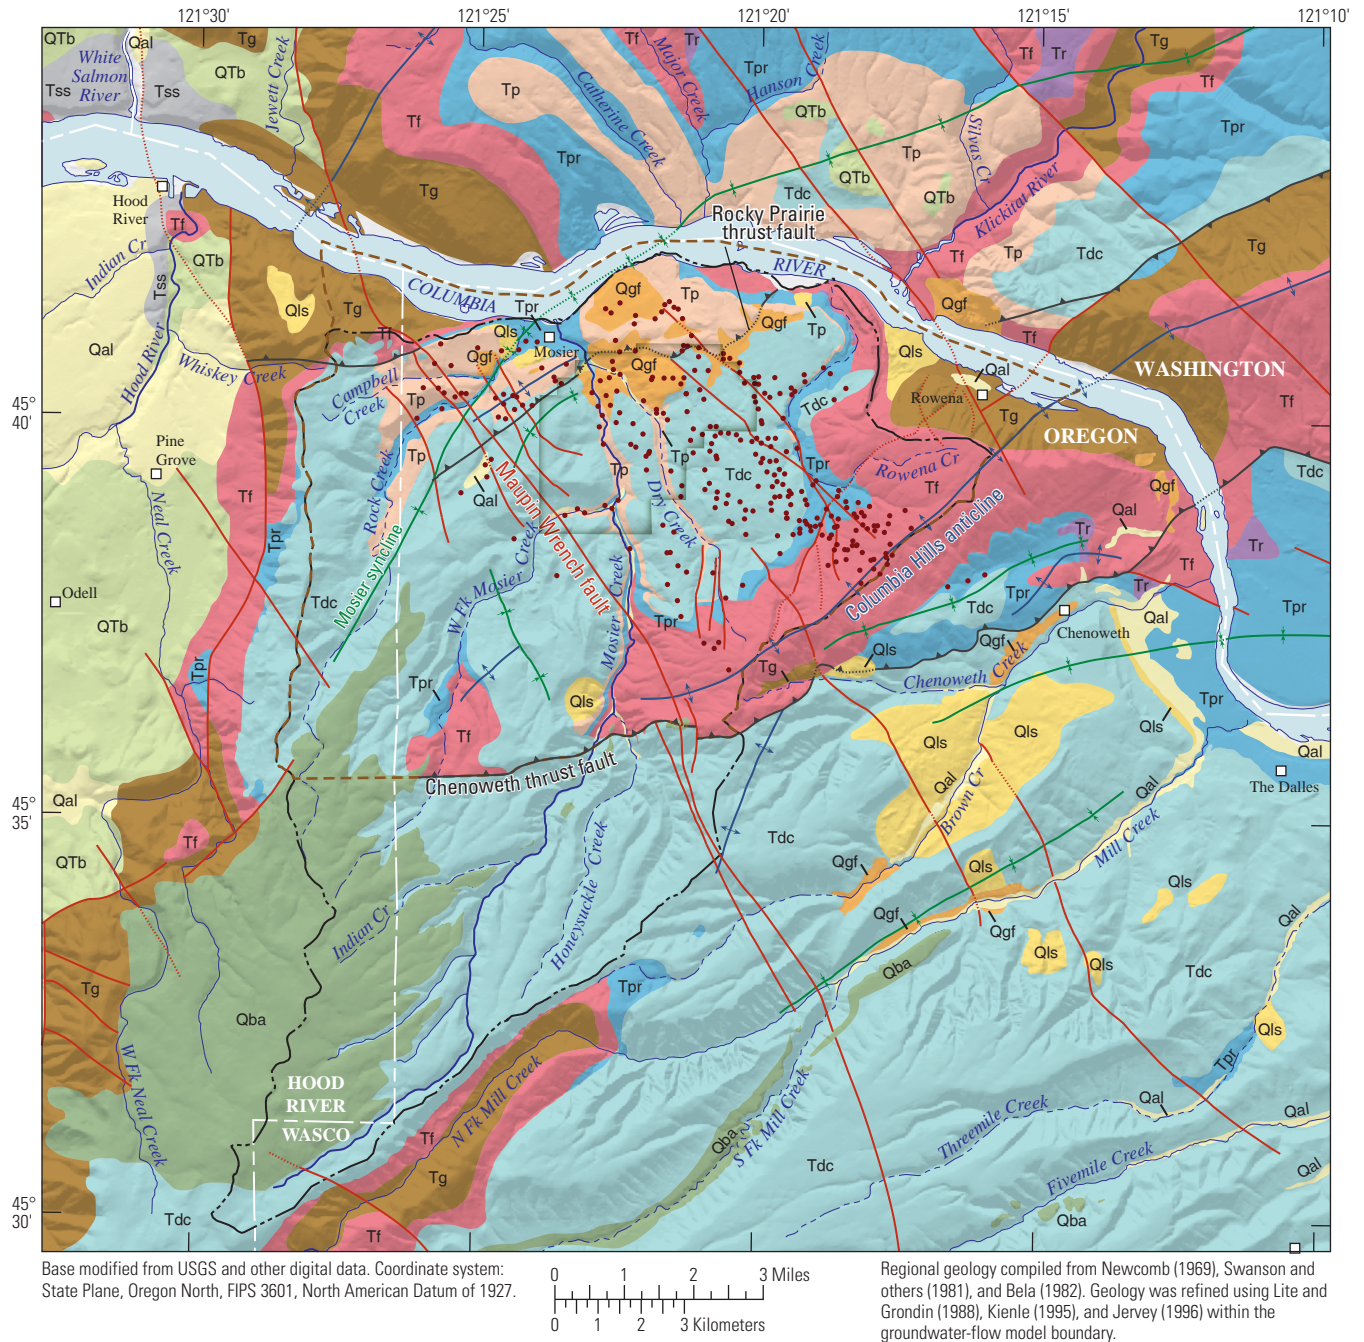 121°30' 121°25' 121°20' 121°15' 121°10'
QTb Qal Tg Tf Tf Tr Tg
White
Salmon
River
QTb
Jewett Creek
Major Creek
Tr
Tpr
Hanson Creek
Tf
Tss Tss
Tp
Catherine Creek
QTb
Silvas Cr
Tpr
Tf
Tpr
Tp
Tg
QTb
Tdc
QTb
Klickitat River
Hood
River
Tf
Rocky Prairie
thrust fault
Tp
Tdc
Tg
Indian Cr
QTb
Tf
RIVER
Tss
COLUMBIA
Qgf
Tp
Qgf
Qls
Tg
Tpr
Qgf
Tp
Tf
Qls
Tf
Qls
Mosier
WASHINGTON
Qal
Hood River
Whiskey Creek
Qgf
Qgf
Qal
Campbell
Creek
Tp
Rowena
Tdc
Tg
Tf
45°
40'
OREGON
Pine
Grove
Tp
Tp
Tp
Tdc
Tpr
Rowena Cr
Tdc
Tf
Rock Creek
Maupin Wrench fault
Qgf
Tf
Neal Creek
Qal
Dry Creek
Qal
Tpr
Mosier syncline
W Fk Mosier Creek
Mosier Creek
Columbia Hills anticline
Tr
Tr
Tf
Odell
Tdc
Tr
Tpr
Tpr
QTb
Tpr
Tdc
Qal
Chenoweth
Qgf
Tpr
Qls
Tg
Chenoweth Creek
Tpr
Tpr
Qls
Qls
Qls
Qls
Tf
Qal
Chenoweth thrust fault
The Dalles
Qal
Qal
Qal
Brown Cr
45°
35'
Tf
Tdc
Mill Creek
QTb
Honeysuckle Creek
Qgf
Qls
Qls
Indian Cr
Qgf
Qgf
Qal
Qls
Qls
Tg
Tpr
Qba
Tdc
Qba
Qls
W Fk Neal Creek
Tpr
HOOD
RIVER
N Fk Mill Creek
WASCO
Threemile Creek
Qal
Qal
Tf
Qba
S Fk Mill Creek
Tdc
Fivemile Creek
Tg
Qal
45°
30'
Tdc
Qba
Tf
Base modified from USGS and other digital data. Coordinate system:
State Plane, Oregon North, FIPS 3601, North American Datum of 1927.
0 1 2 3 Miles
0 1 2 3 Kilometers
Regional geology compiled from Newcomb (1969), Swanson and
others (1981), and Bela (1982). Geology was refined using Lite and
Grondin (1988), Kienle (1995), and Jervey (1996) within the
groundwater-flow model boundary.